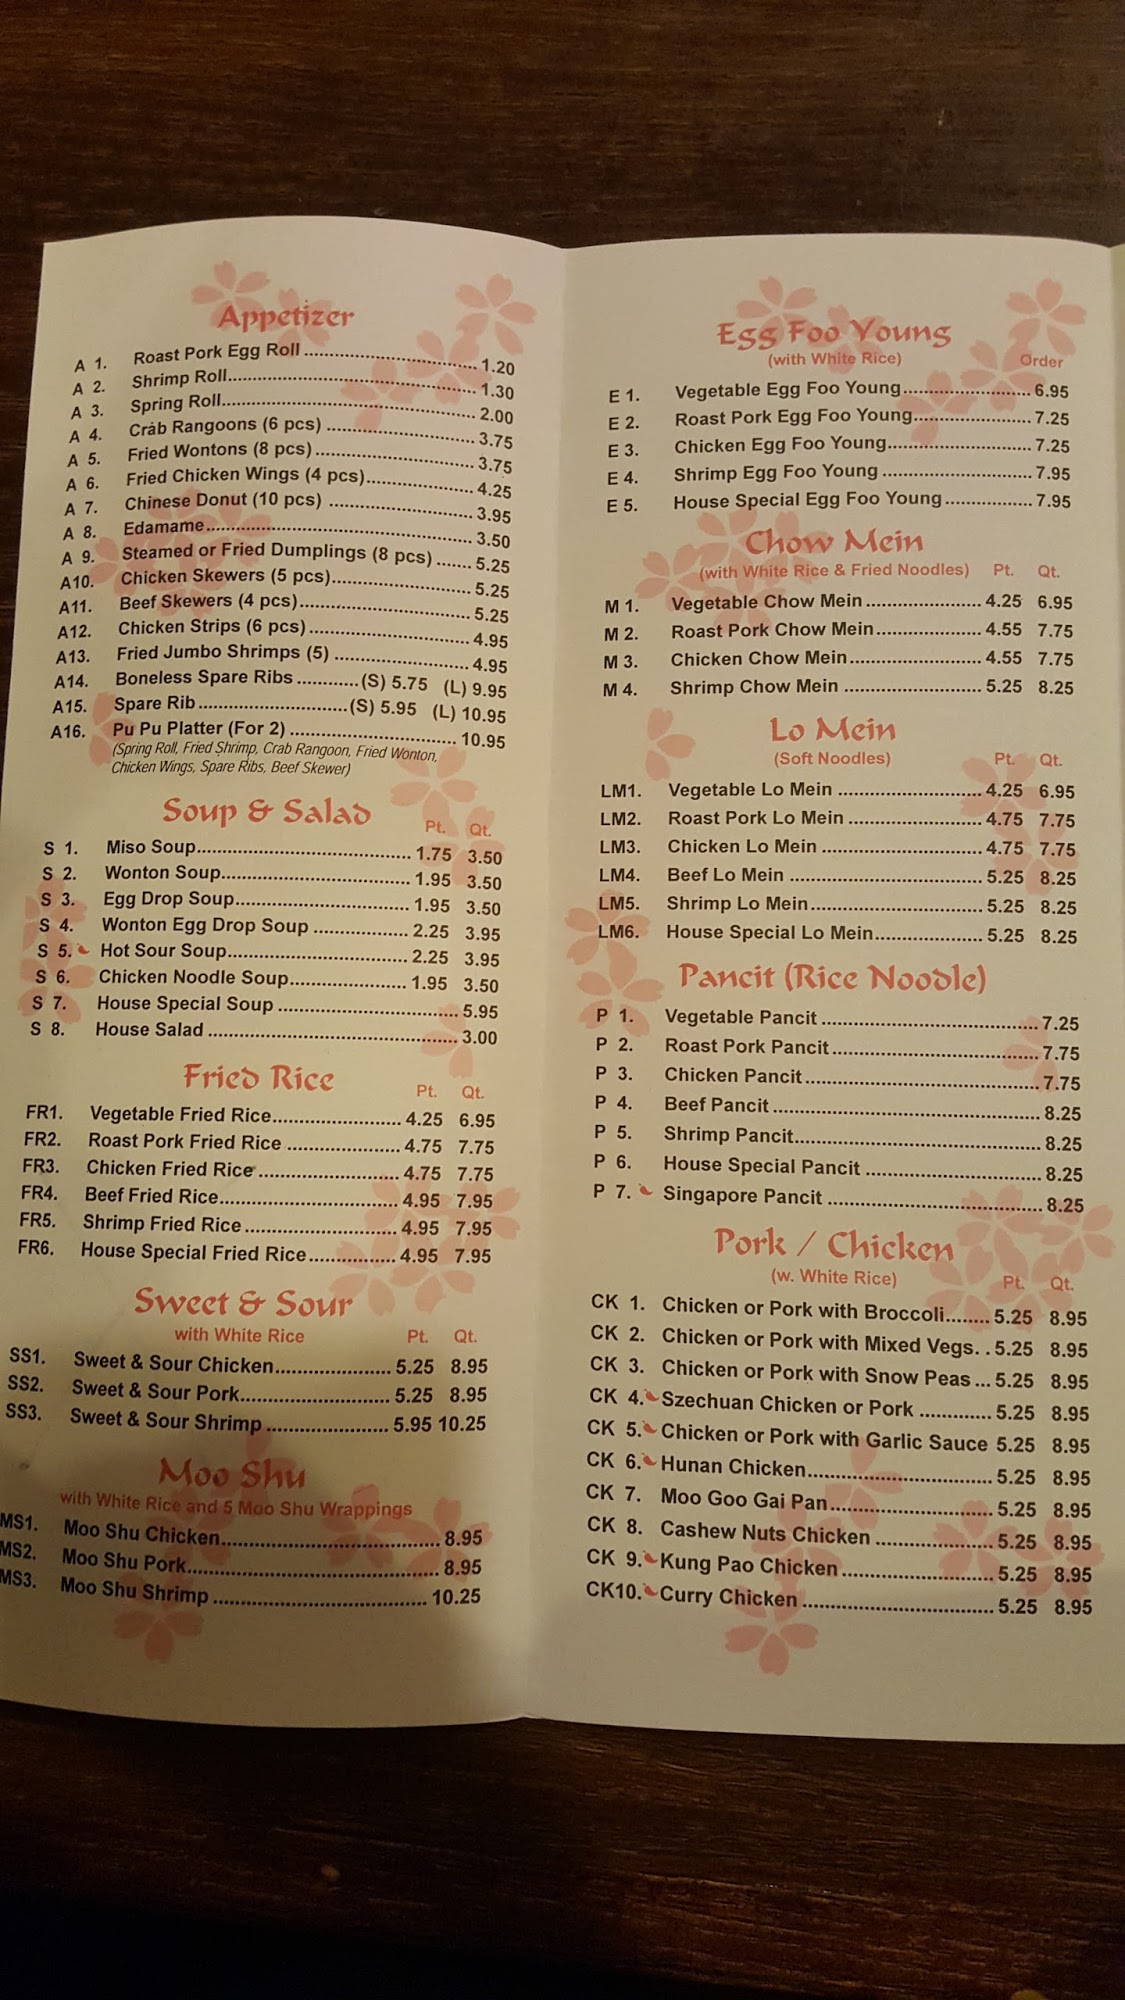 Appetizer
A 1. Roast Pork Egg Roll 1.20
A 2. Shrimp Roll 1.30
A 3. Spring Roll 2.00
A 4. Crab Rangoons (6 pcs) 3.75
A 5. Fried Wontons (8 pcs) 3.75
A 6. Fried Chicken Wings (4 pcs) 4.25
A 7. Chinese Donut (10 pcs) 3.95
A 8. Edamame 3.50
A 9. Steamed or Fried Dumplings (8 pcs) 5.25
A10. Chicken Skewers (5 pcs) 5.25
A11. Beef Skewers (4 pcs) 5.25
A12. Chicken Strips (6 pcs) 4.95
A13. Fried Jumbo Shrimps (5) 4.95
A14. Boneless Spare Ribs (S) 5.75 (L) 9.95
A15. Spare Rib (S) 5.95 (L) 10.95
A16. Pu Pu Platter (For 2) 10.95
(Spring Roll, Fried Shrimp, Crab Rangoon, Fried Wonton,
Chicken Wings, Spare Ribs, Beef Skewer)
Soup & Salad Pt. Qt.
S 1. Miso Soup 1.75 3.50
S 2. Wonton Soup 1.95 3.50
S 3. Egg Drop Soup 1.95 3.50
S 4. Wonton Egg Drop Soup 2.25 3.95
S 5. Hot Sour Soup 2.25 3.95
S 6. Chicken Noodle Soup 1.95 3.50
S 7. House Special Soup 5.95
S 8. House Salad 3.00
Fried Rice Pt. Qt.
FR1. Vegetable Fried Rice 4.25 6.95
FR2. Roast Pork Fried Rice 4.75 7.75
FR3. Chicken Fried Rice 4.75 7.75
FR4. Beef Fried Rice 4.95 7.95
FR5. Shrimp Fried Rice 4.95 7.95
FR6. House Special Fried Rice 4.95 7.95
Sweet & Sour
with White Rice Pt. Qt.
SS1. Sweet & Sour Chicken 5.25 8.95
SS2. Sweet & Sour Pork 5.25 8.95
SS3. Sweet & Sour Shrimp 5.95 10.25
Moo Shu
with White Rice and 5 Moo Shu Wrappings
MS1. Moo Shu Chicken 8.95
MS2. Moo Shu Pork 8.95
MS3. Moo Shu Shrimp 10.25
Egg Foo Young
(with White Rice) Order
E 1. Vegetable Egg Foo Young 6.95
E 2. Roast Pork Egg Foo Young 7.25
E 3. Chicken Egg Foo Young 7.25
E 4. Shrimp Egg Foo Young 7.95
E 5. House Special Egg Foo Young 7.95
Chow Mein
(with White Rice & Fried Noodles) Pt. Qt.
M 1. Vegetable Chow Mein 4.25 6.95
M 2. Roast Pork Chow Mein 4.55 7.75
M 3. Chicken Chow Mein 4.55 7.75
M 4. Shrimp Chow Mein 5.25 8.25
Lo Mein
(Soft Noodles) Pt. Qt.
LM1. Vegetable Lo Mein 4.25 6.95
LM2. Roast Pork Lo Mein 4.75 7.75
LM3. Chicken Lo Mein 4.75 7.75
LM4. Beef Lo Mein 5.25 8.25
LM5. Shrimp Lo Mein 5.25 8.25
LM6. House Special Lo Mein 5.25 8.25
Pancit (Rice Noodle)
P 1. Vegetable Pancit 7.25
P 2. Roast Pork Pancit 7.75
P 3. Chicken Pancit 7.75
P 4. Beef Pancit 8.25
P 5. Shrimp Pancit 8.25
P 6. House Special Pancit 8.25
P 7. Singapore Pancit 8.25
Pork / Chicken
(w. White Rice) Pt. Qt.
CK 1. Chicken or Pork with Broccoli 5.25 8.95
CK 2. Chicken or Pork with Mixed Vegs. 5.25 8.95
CK 3. Chicken or Pork with Snow Peas 5.25 8.95
CK 4. Szechuan Chicken or Pork 5.25 8.95
CK 5. Chicken or Pork with Garlic Sauce 5.25 8.95
CK 6. Hunan Chicken 5.25 8.95
CK 7. Moo Goo Gai Pan 5.25 8.95
CK 8. Cashew Nuts Chicken 5.25 8.95
CK 9. Kung Pao Chicken 5.25 8.95
CK10. Curry Chicken 5.25 8.95